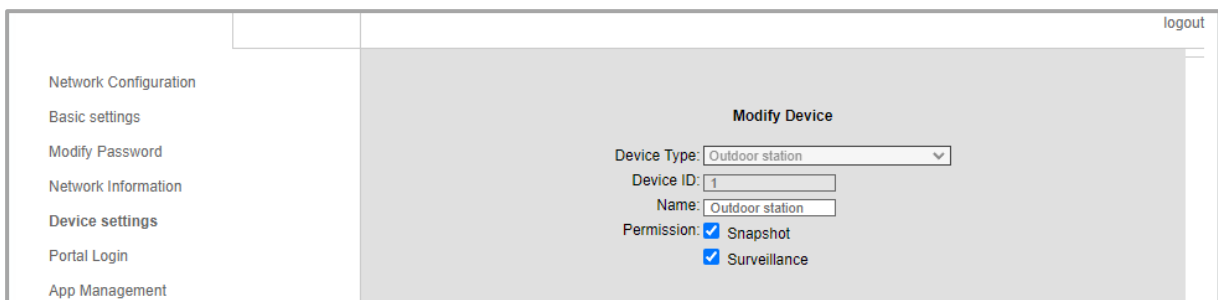 logout
Network Configuration
Basic settings
Modify Password
Network Information
Device settings
Portal Login
App Management
Modify Device
Device Type: Outdoor station
Device ID: 1
Name: Outdoor station
Permission: Snapshot
Surveillance